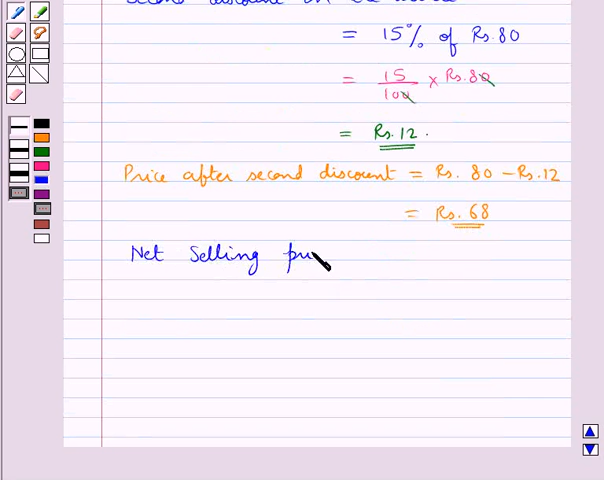 = 15% of Rs.80
= 15/100 × Rs.80
= Rs.12.
Price after second discount = Rs. 80 - Rs.12
= Rs. 68
Net Selling pri